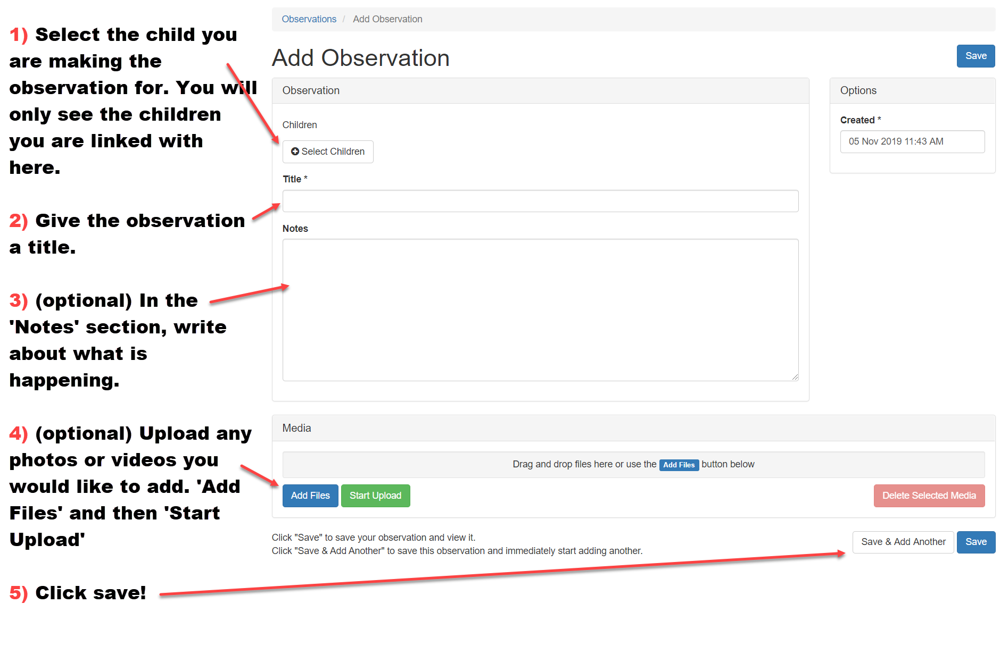 1) Select the child you
are making the
observation for. You will
only see the children
you are linked with
here.
2) Give the observation
a title.
3) (optional) In the
'Notes' section, write
about what is
happening.
4) (optional) Upload any
photos or videos you
would like to add. 'Add
Files' and then 'Start
Upload'
5) Click save!
Observations / Add Observation
Add Observation
Save
Observation
Children
Select Children
Title *
Notes
Options
Created *
05 Nov 2019 11:43 AM
Media
Drag and drop files here or use the Add Files button below
Add Files Start Upload Delete Selected Media
Click "Save" to save your observation and view it.
Click "Save & Add Another" to save this observation and immediately start adding another.
Save & Add Another Save